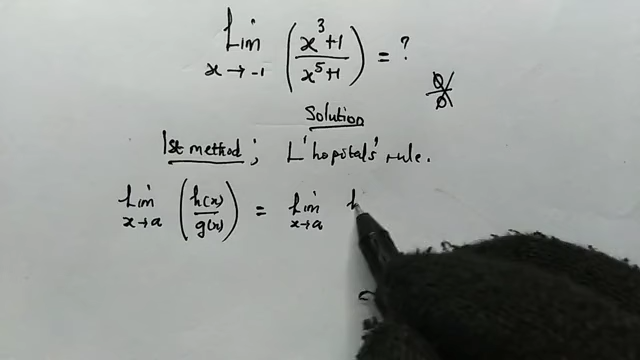 Lim x→-1 (x³+1 / x⁵+1) = ?
0/0
Solution
1st method; L'hopital's rule.
Lim x→a (h(x) / g(x)) = Lim x→a h